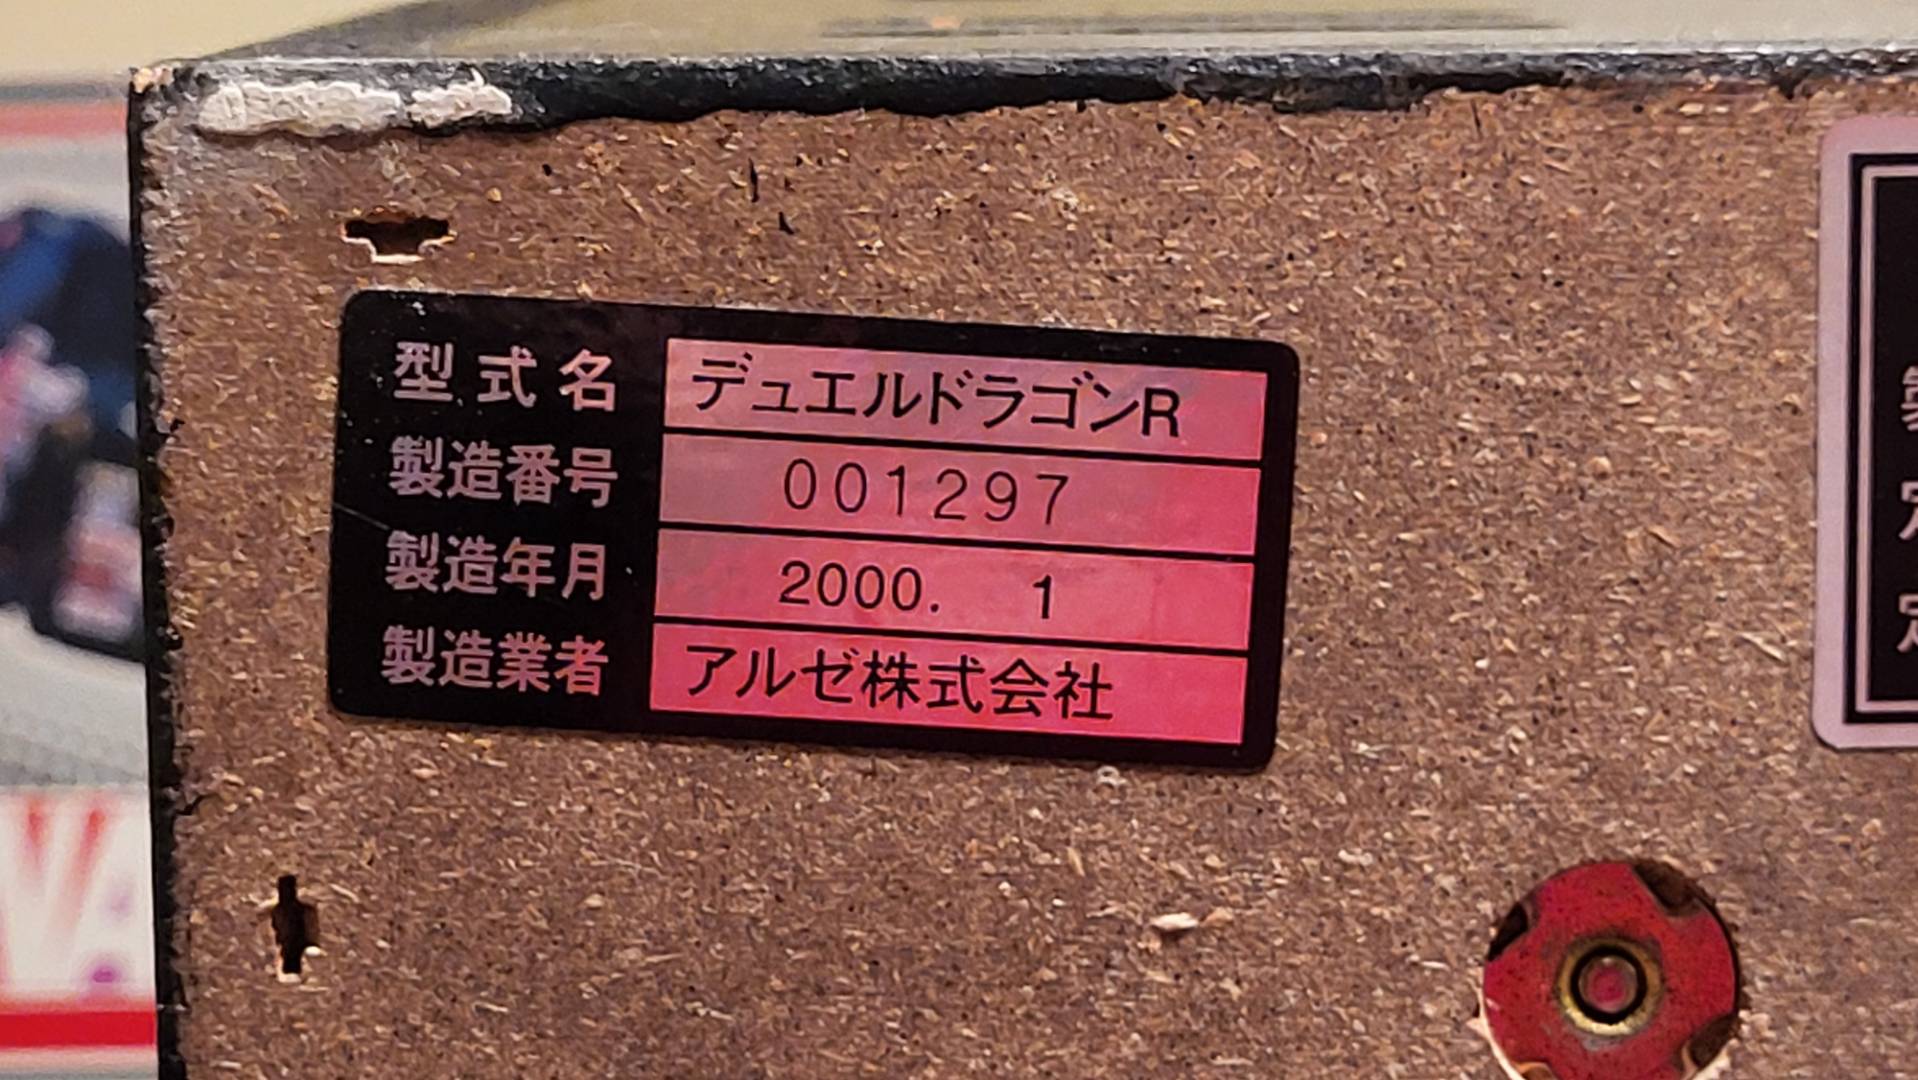 型式名 デュエルドラゴンR
製造番号 001297
製造年月 2000. 1
製造業者 アルゼ株式会社